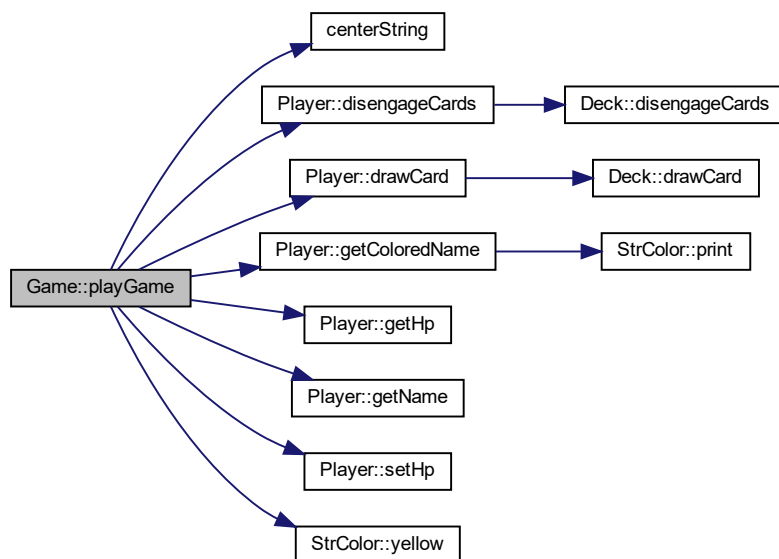 centerString
Player::disengageCards
Deck::disengageCards
Player::drawCard
Deck::drawCard
Player::getColoredName
StrColor::print
Game::playGame
Player::getHp
Player::getName
Player::setHp
StrColor::yellow